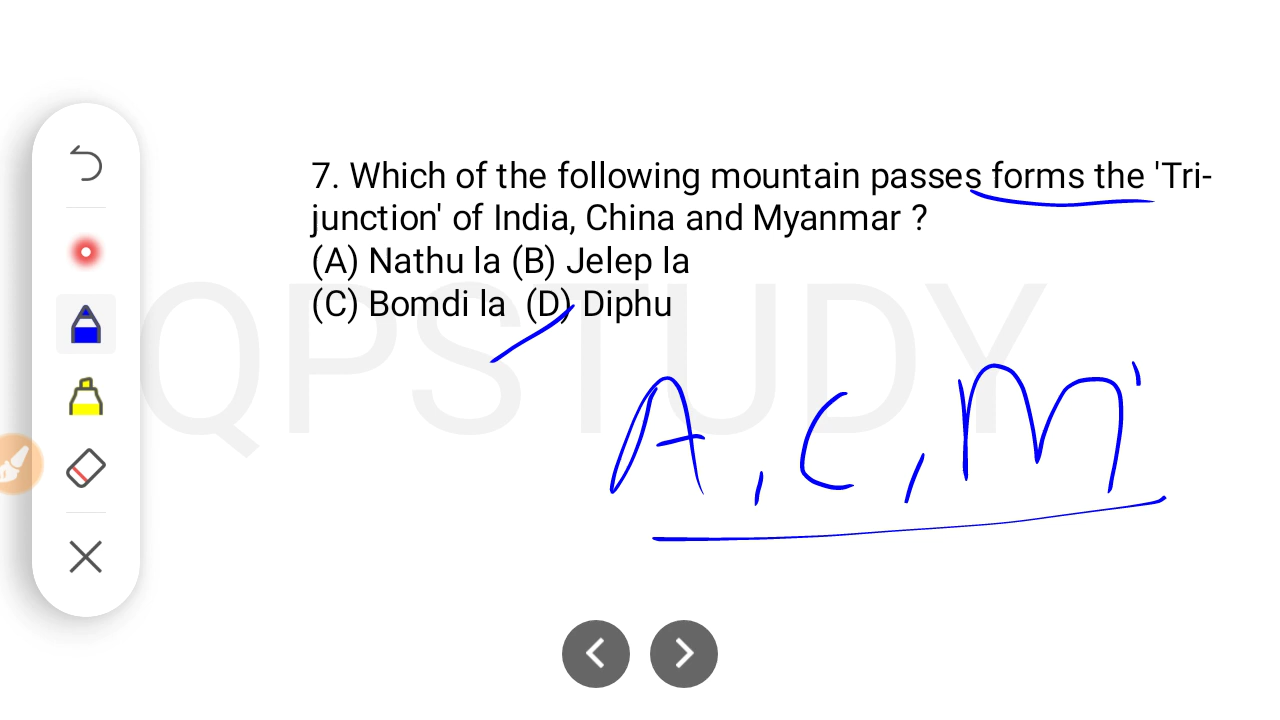 7. Which of the following mountain passes forms the 'Tri-
junction' of India, China and Myanmar ?
(A) Nathu la (B) Jelep la
(C) Bomdi la (D) Diphu
QPSTUDY
A, C, M'